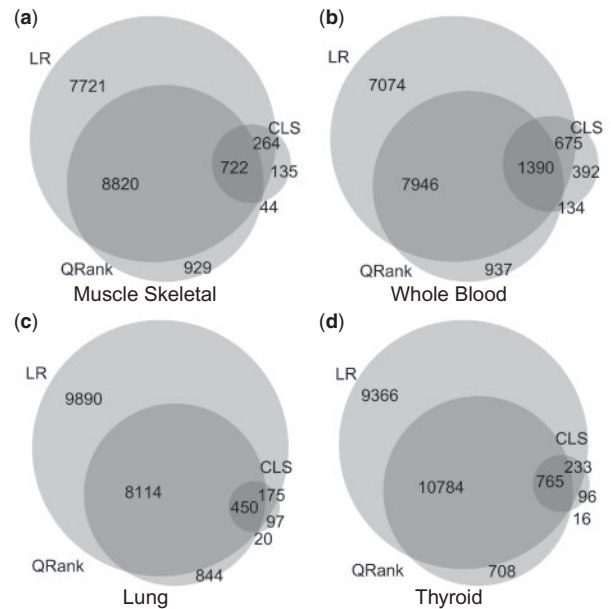 (a)
LR
7721
CLS
264
722
135
8820
44
QRank
929
Muscle Skeletal
(b)
LR
7074
CLS
675
1390
392
7946
134
QRank
937
Whole Blood
(c)
LR
9890
CLS
175
8114
450
97
20
QRank
844
Lung
(d)
LR
9366
CLS
233
765
10784
96
16
QRank
708
Thyroid